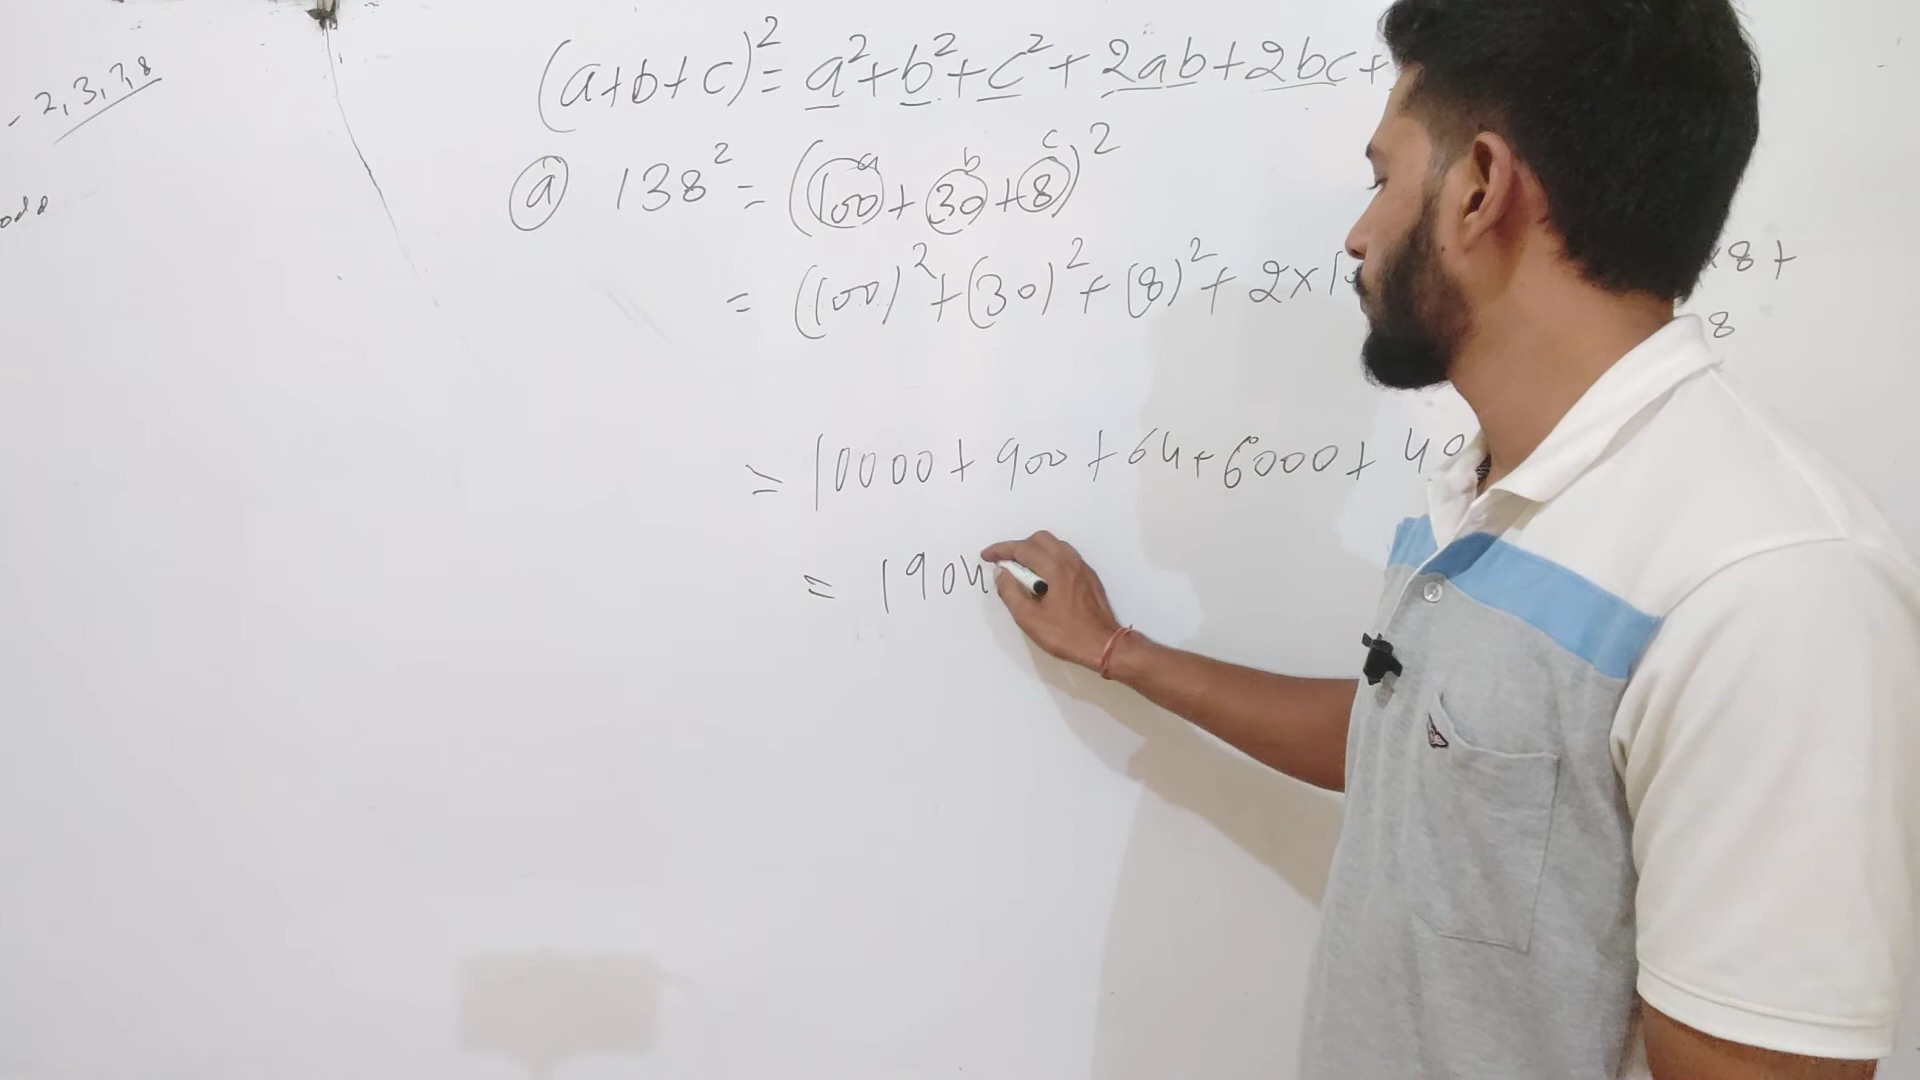 - 2, 3, 7, 8
(a+b+c)² = a²+b²+c²+2ab+2bc+
a b c
ⓐ 138² = (100+30+8)²
= (100)²+(30)²+(8)²+2×1 ×8+
8
= 10000+900+64+6000+40
= 1904